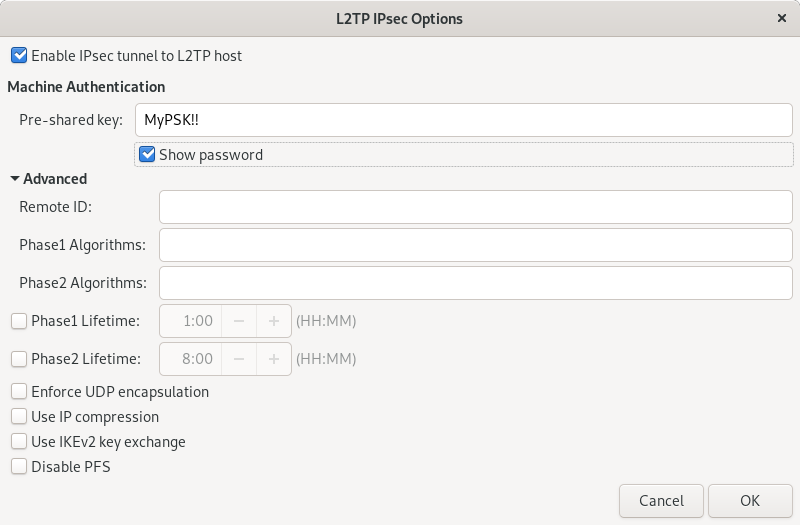 L2TP IPsec Options ×
Enable IPsec tunnel to L2TP host
Machine Authentication
Pre-shared key: MyPSK!!
Show password
Advanced
Remote ID:
Phase1 Algorithms:
Phase2 Algorithms:
Phase1 Lifetime: 1:00 − + (HH:MM)
Phase2 Lifetime: 8:00 − + (HH:MM)
Enforce UDP encapsulation
Use IP compression
Use IKEv2 key exchange
Disable PFS
Cancel OK